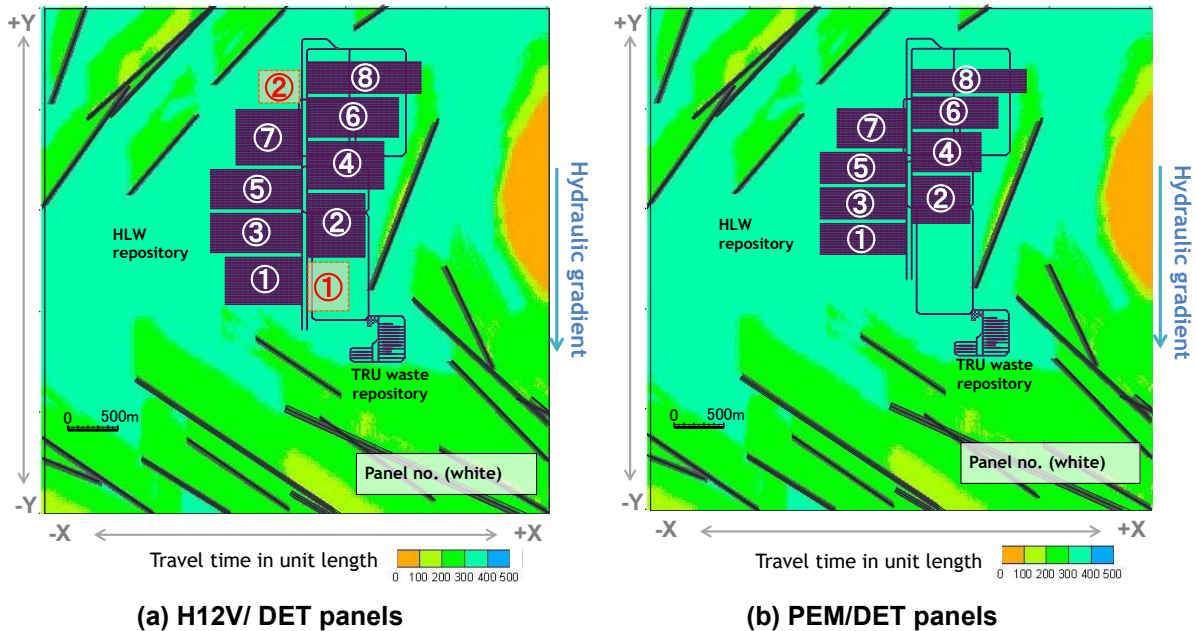 +Y
-Y
-X
+X
②
⑧
⑦
⑥
⑤
④
③
②
①
①
HLW
repository
TRU waste
repository
0 500m
Panel no. (white)
Hydraulic gradient
Travel time in unit length
0 100 200 300 400 500
(a) H12V/ DET panels
+Y
-Y
-X
+X
⑧
⑦
⑥
⑤
④
③
②
①
HLW
repository
TRU waste
repository
0 500m
Panel no. (white)
Hydraulic gradient
Travel time in unit length
0 100 200 300 400 500
(b) PEM/DET panels